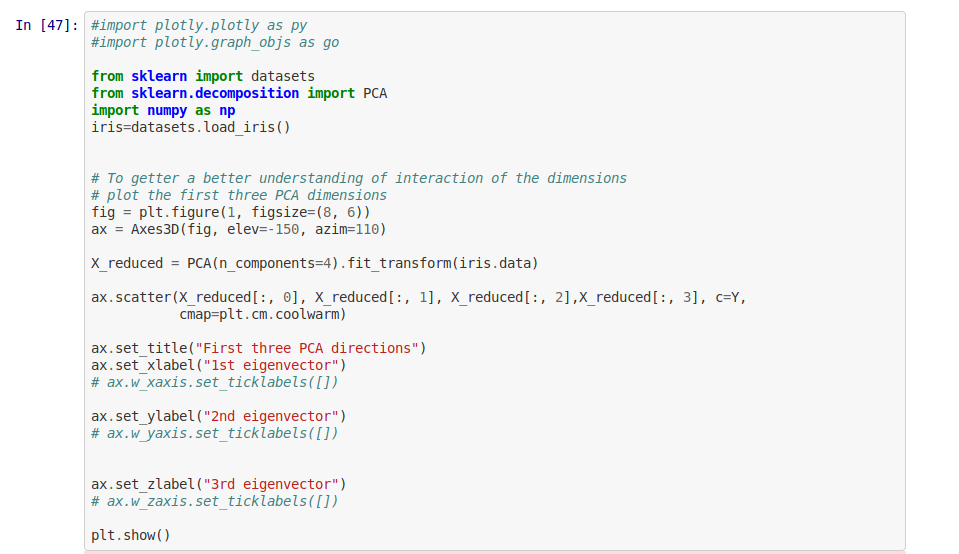 In [47]: #import plotly.plotly as py
#import plotly.graph_objs as go
from sklearn import datasets
from sklearn.decomposition import PCA
import numpy as np
iris=datasets.load_iris()
# To getter a better understanding of interaction of the dimensions
# plot the first three PCA dimensions
fig = plt.figure(1, figsize=(8, 6))
ax = Axes3D(fig, elev=-150, azim=110)
X_reduced = PCA(n_components=4).fit_transform(iris.data)
ax.scatter(X_reduced[:, 0], X_reduced[:, 1], X_reduced[:, 2],X_reduced[:, 3], c=Y,
           cmap=plt.cm.coolwarm)
ax.set_title("First three PCA directions")
ax.set_xlabel("1st eigenvector")
# ax.w_xaxis.set_ticklabels([])
ax.set_ylabel("2nd eigenvector")
# ax.w_yaxis.set_ticklabels([])
ax.set_zlabel("3rd eigenvector")
# ax.w_zaxis.set_ticklabels([])
plt.show()